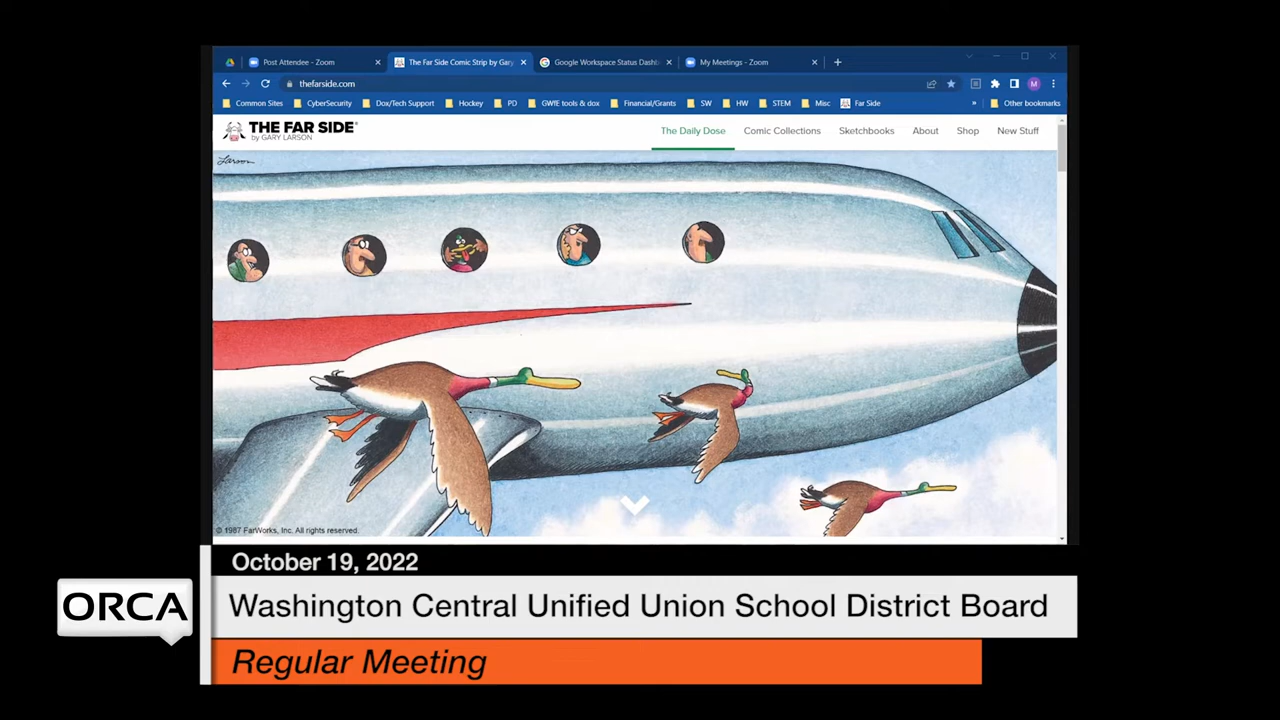 Post Attendee - Zoom
The Far Side Comic Strip by Gary
Google Workspace Status Dashb
My Meetings - Zoom
thefarside.com
M
Common Sites CyberSecurity Dox/Tech Support Hockey PD GWfE tools & dox Financial/Grants SW HW STEM Misc Far Side » Other bookmarks
THE FAR SIDE®
by GARY LARSON
The Daily Dose Comic Collections Sketchbooks About Shop New Stuff
Larson
© 1987 FarWorks, Inc. All rights reserved.
October 19, 2022
ORCA
Washington Central Unified Union School District Board
Regular Meeting